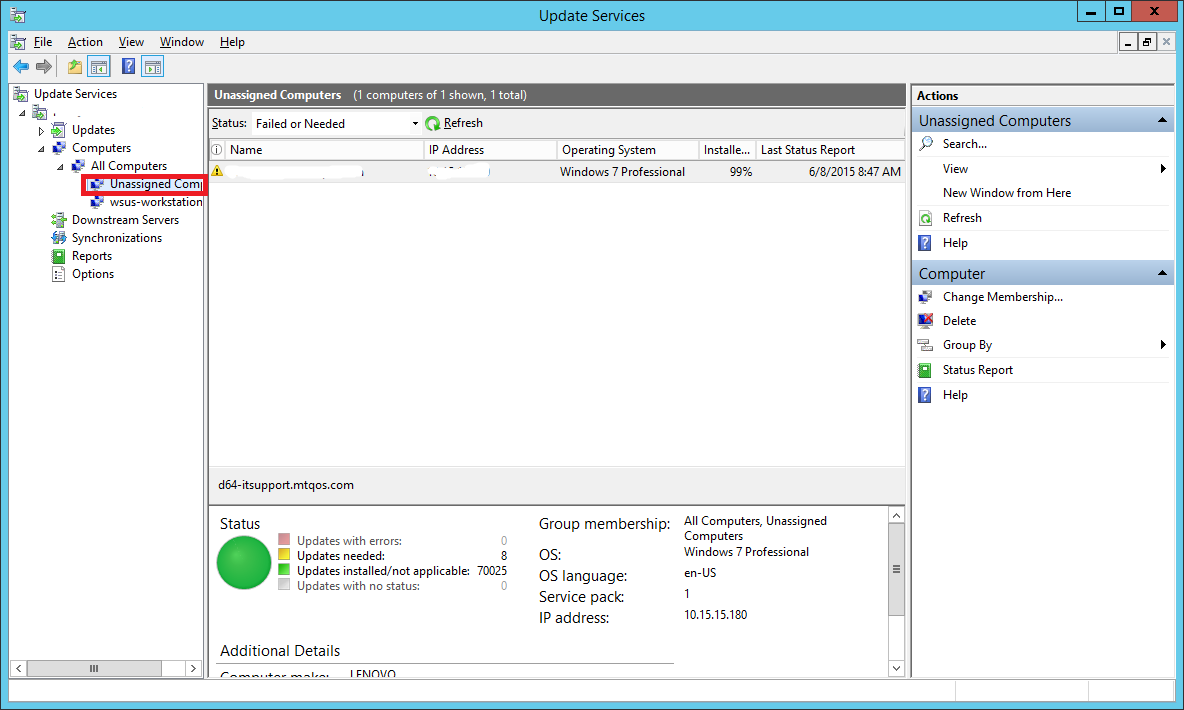 Update Services
File Action View Window Help
Update Services
Updates
Computers
All Computers
Unassigned Comp
wsus-workstation
Downstream Servers
Synchronizations
Reports
Options
Unassigned Computers (1 computers of 1 shown, 1 total)
Status: Failed or Needed Refresh
Name IP Address Operating System Installe... Last Status Report
Windows 7 Professional 99% 6/8/2015 8:47 AM
d64-itsupport.mtqos.com
Status
Updates with errors: 0
Updates needed: 8
Updates installed/not applicable: 70025
Updates with no status: 0
Group membership: All Computers, Unassigned
Computers
OS: Windows 7 Professional
OS language: en-US
Service pack: 1
IP address: 10.15.15.180
Additional Details
Computer make: LENOVO
Actions
Unassigned Computers
Search...
View
New Window from Here
Refresh
Help
Computer
Change Membership...
Delete
Group By
Status Report
Help